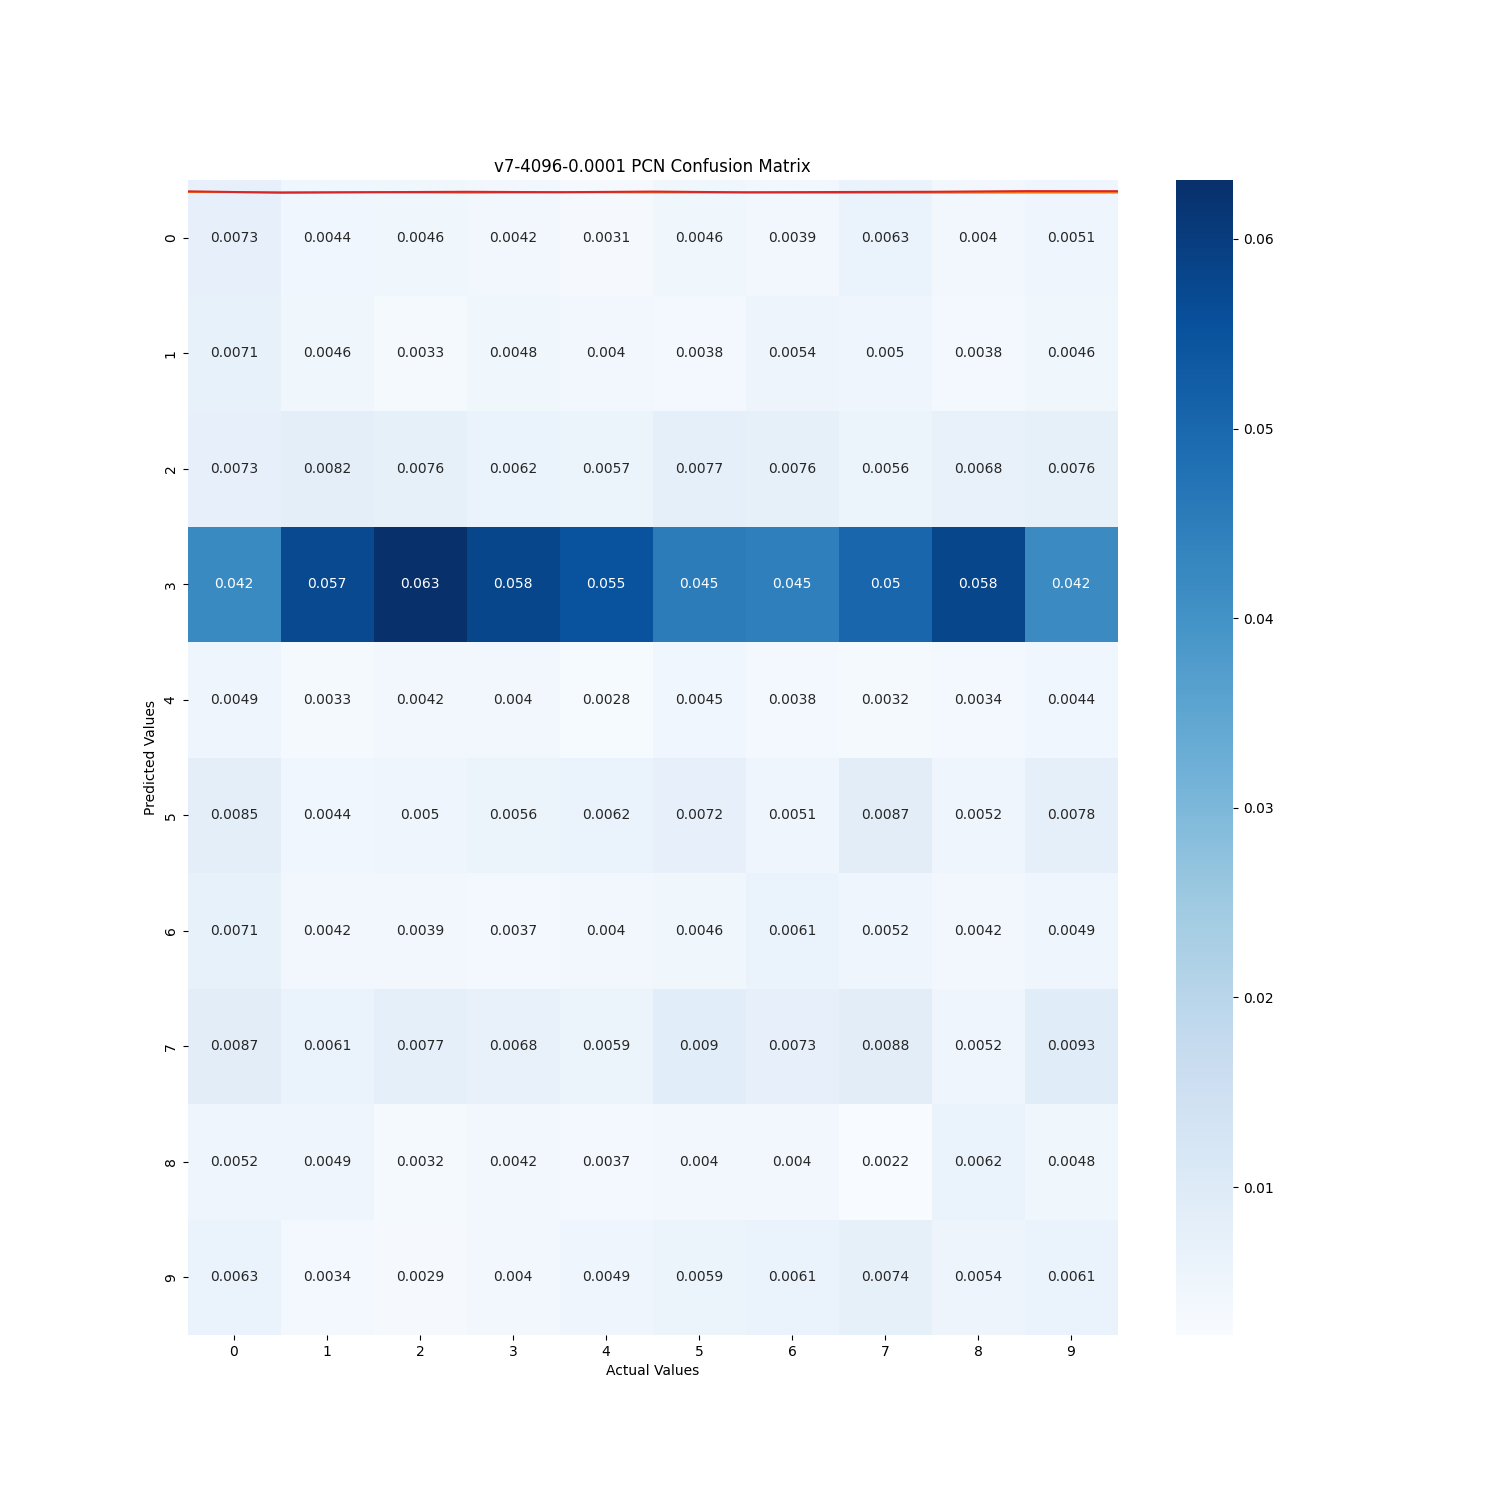 v7-4096-0.0001 PCN Confusion Matrix
0 0.0073 0.0044 0.0046 0.0042 0.0031 0.0046 0.0039 0.0063 0.004 0.0051
1 0.0071 0.0046 0.0033 0.0048 0.004 0.0038 0.0054 0.005 0.0038 0.0046
2 0.0073 0.0082 0.0076 0.0062 0.0057 0.0077 0.0076 0.0056 0.0068 0.0076
3 0.042 0.057 0.063 0.058 0.055 0.045 0.045 0.05 0.058 0.042
4 0.0049 0.0033 0.0042 0.004 0.0028 0.0045 0.0038 0.0032 0.0034 0.0044
5 0.0085 0.0044 0.005 0.0056 0.0062 0.0072 0.0051 0.0087 0.0052 0.0078
6 0.0071 0.0042 0.0039 0.0037 0.004 0.0046 0.0061 0.0052 0.0042 0.0049
7 0.0087 0.0061 0.0077 0.0068 0.0059 0.009 0.0073 0.0088 0.0052 0.0093
8 0.0052 0.0049 0.0032 0.0042 0.0037 0.004 0.004 0.0022 0.0062 0.0048
9 0.0063 0.0034 0.0029 0.004 0.0049 0.0059 0.0061 0.0074 0.0054 0.0061
0 1 2 3 4 5 6 7 8 9
Actual Values
Predicted Values
0.06
0.05
0.04
0.03
0.02
0.01